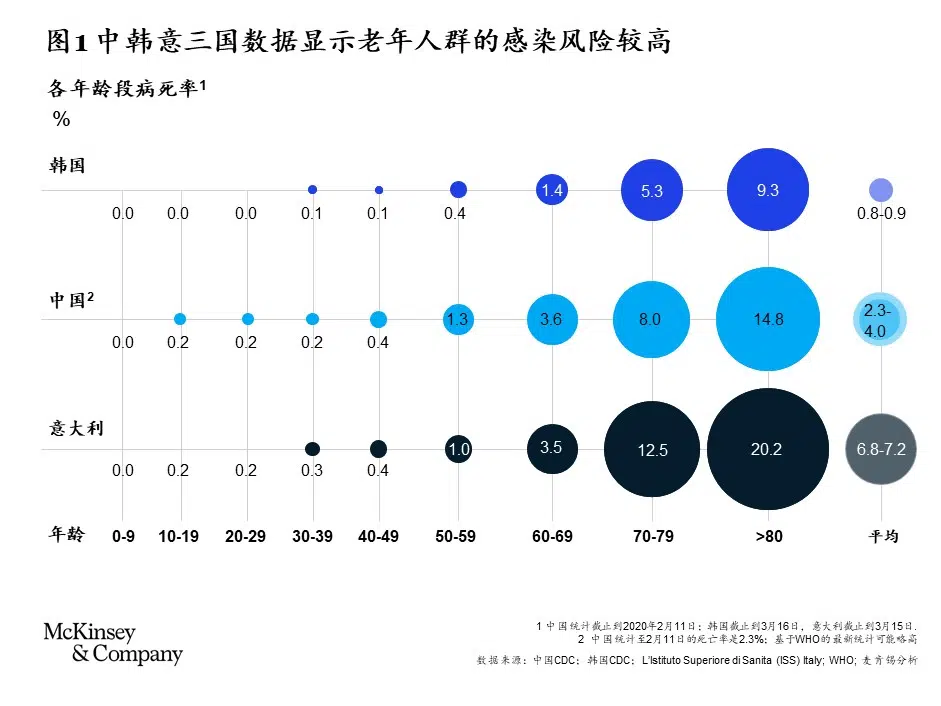 图1 中韩意三国数据显示老年人群的感染风险较高
各年龄段病死率1
%
韩国
0.0 0.0 0.0 0.1 0.1 0.4 1.4 5.3 9.3 0.8-0.9
中国2
0.0 0.2 0.2 0.2 0.4 1.3 3.6 8.0 14.8 2.3-
4.0
意大利
0.0 0.2 0.2 0.3 0.4 1.0 3.5 12.5 20.2 6.8-7.2
年龄 0-9 10-19 20-29 30-39 40-49 50-59 60-69 70-79 >80 平均
McKinsey
& Company
1 中国统计截止到2020年2月11日；韩国截止到3月16日，意大利截止到3月15日.
2 中国统计至2月11日的死亡率是2.3%；基于WHO的最新统计可能略高
数据来源：中国CDC；韩国CDC；L'Istituto Superiore di Sanita (ISS) Italy; WHO; 麦肯锡分析